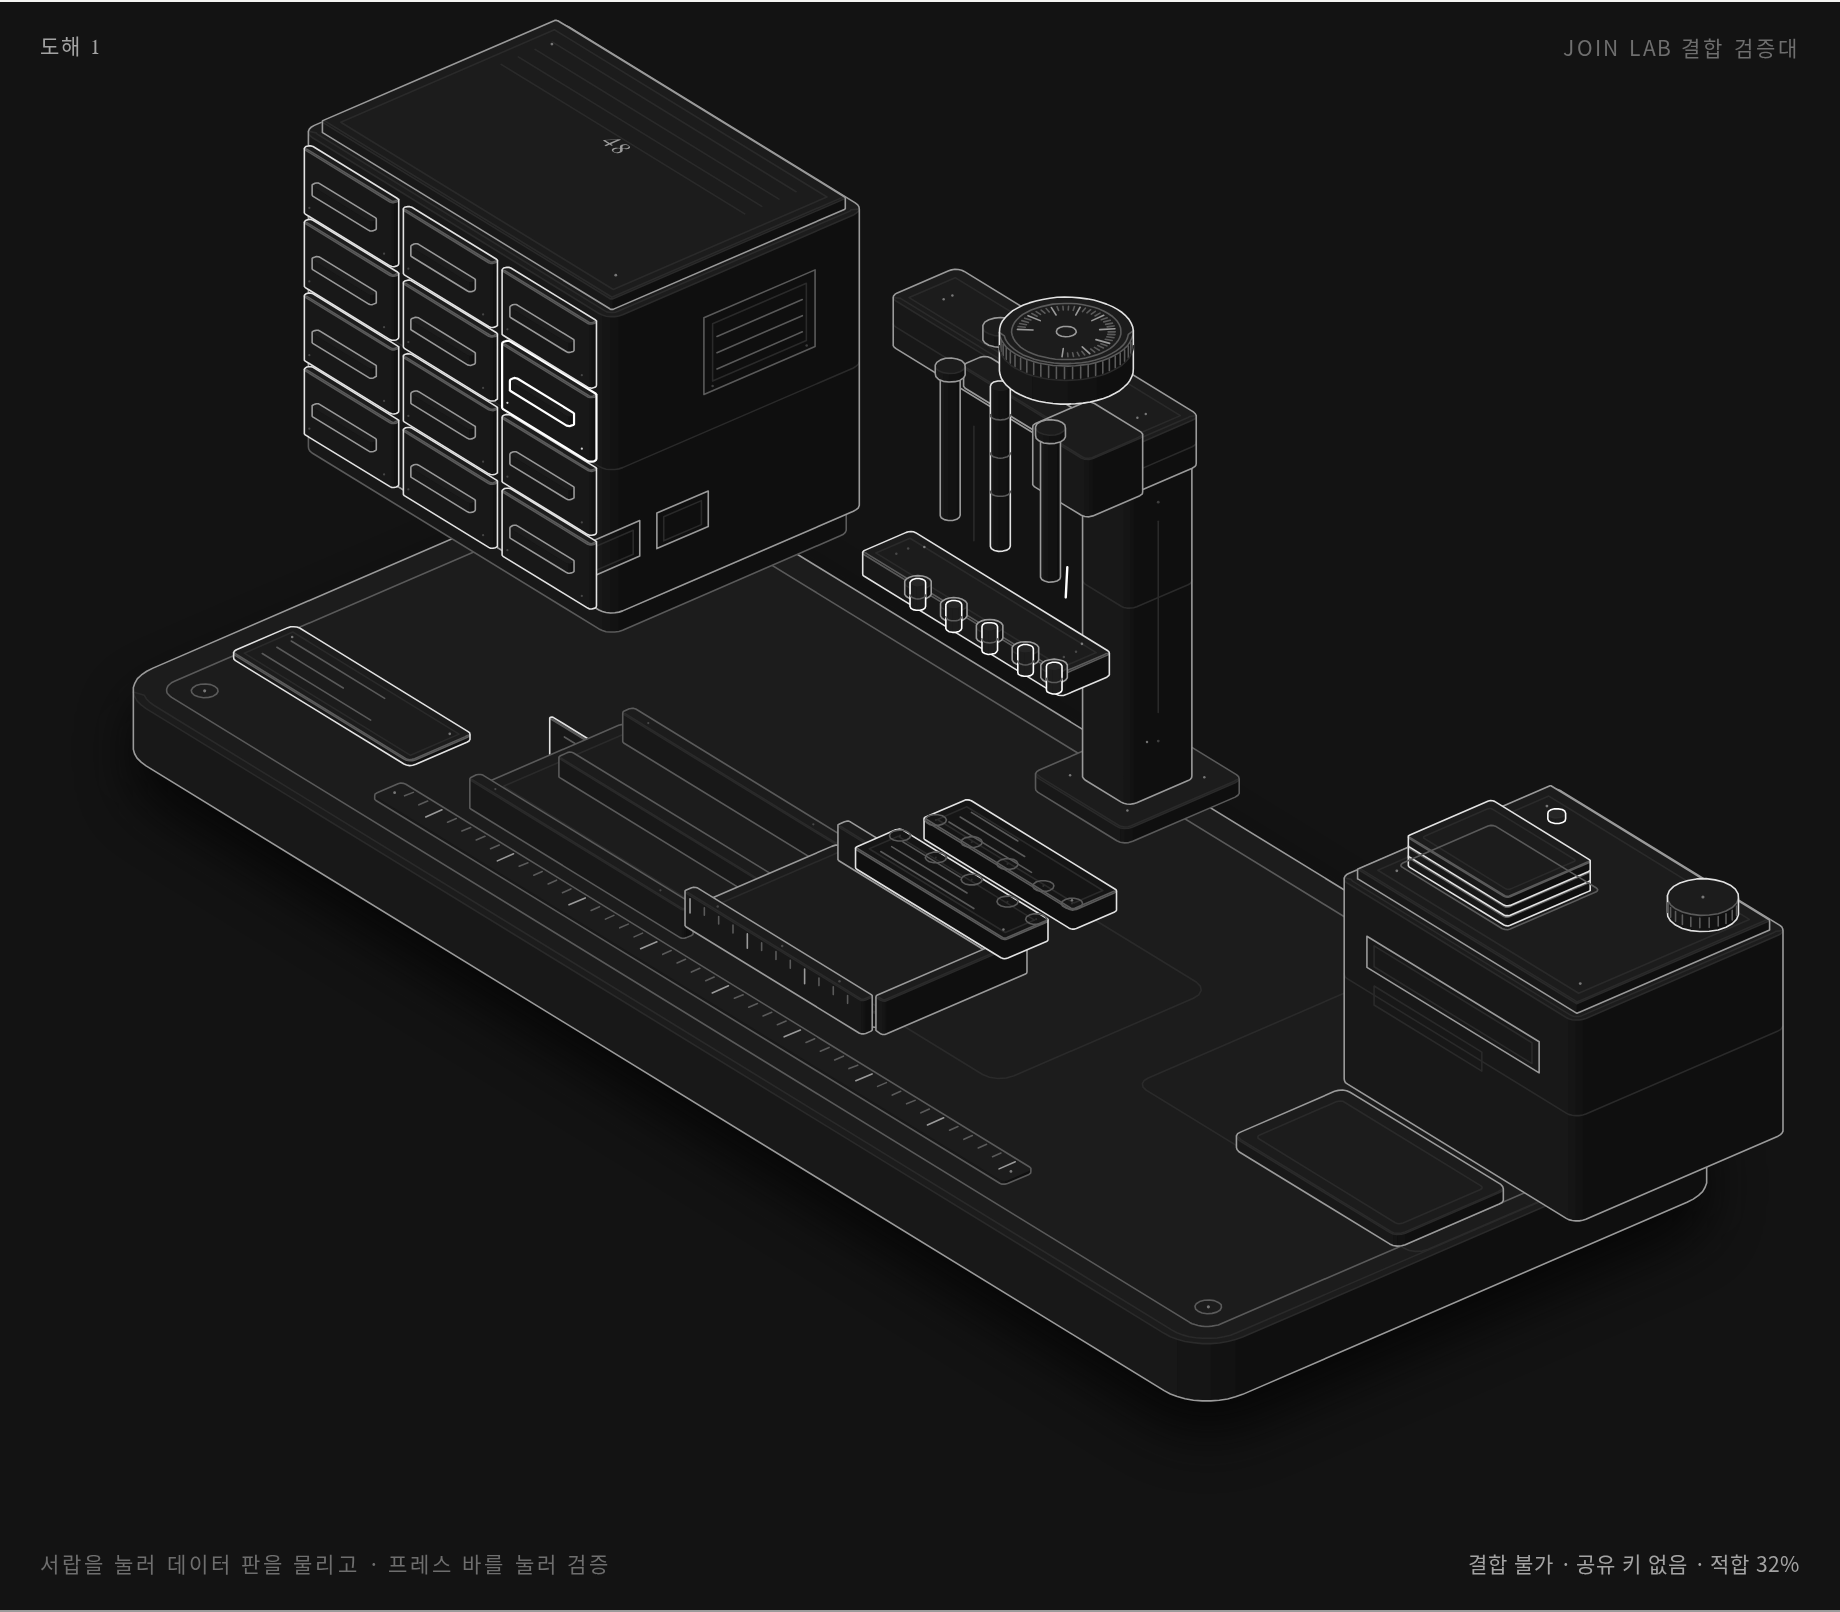 도해 1
JOIN LAB 결합 검증대
48
서랍을 눌러 데이터 판을 물리고 · 프레스 바를 눌러 검증
결합 불가 · 공유 키 없음 · 적합 32%